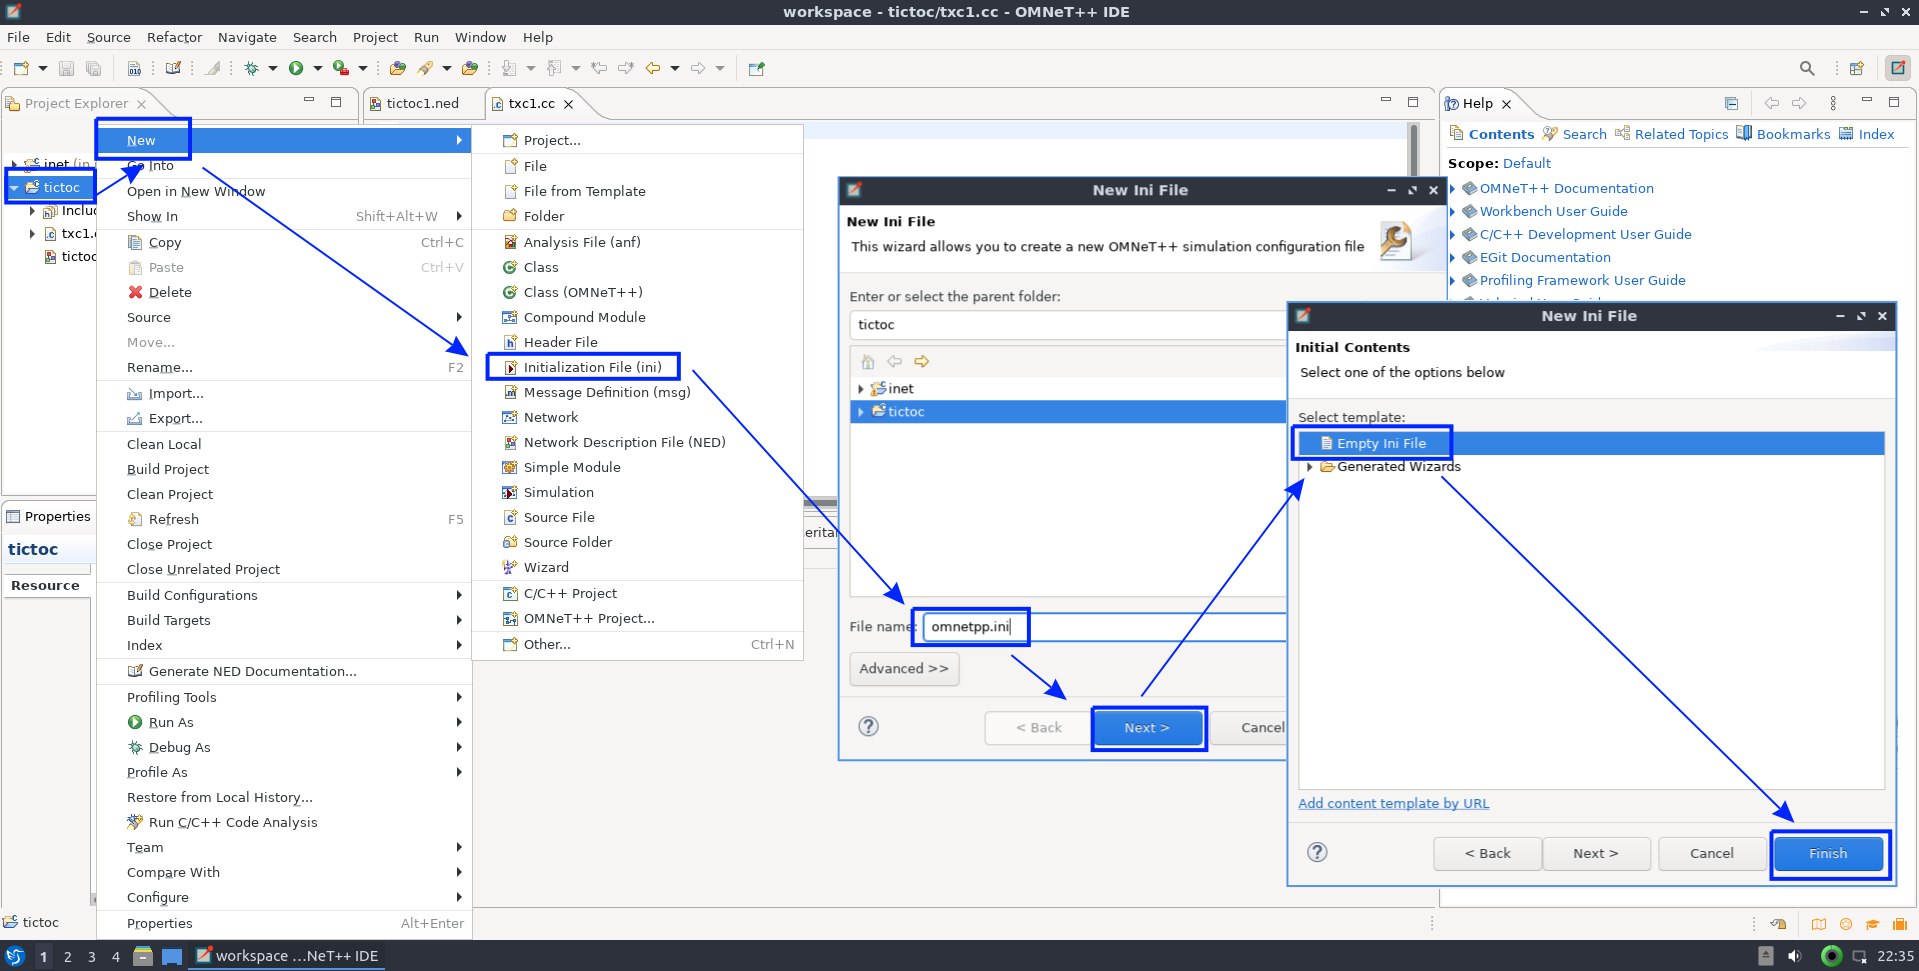 workspace - tictoc/txc1.cc - OMNeT++ IDE
File Edit Source Refactor Navigate Search Project Run Window Help
Project Explorer
tictoc1.ned
txc1.cc
Help
Contents Search Related Topics Bookmarks Index
Scope: Default
OMNeT++ Documentation
Workbench User Guide
C/C++ Development User Guide
EGit Documentation
Profiling Framework User Guide
inet (in
tictoc
Inclu
txc1.
tictoc
Properties
tictoc
Resource
New
Go Into
Open in New Window
Show In Shift+Alt+W
Copy Ctrl+C
Paste Ctrl+V
Delete
Source
Move...
Rename... F2
Import...
Export...
Clean Local
Build Project
Clean Project
Refresh F5
Close Project
Close Unrelated Project
Build Configurations
Build Targets
Index
Generate NED Documentation...
Profiling Tools
Run As
Debug As
Profile As
Restore from Local History...
Run C/C++ Code Analysis
Team
Compare With
Configure
Properties Alt+Enter
Project...
File
File from Template
Folder
Analysis File (anf)
Class
Class (OMNeT++)
Compound Module
Header File
Initialization File (ini)
Message Definition (msg)
Network
Network Description File (NED)
Simple Module
Simulation
Source File
Source Folder
Wizard
C/C++ Project
OMNeT++ Project...
Other... Ctrl+N
eritan
New Ini File
New Ini File
This wizard allows you to create a new OMNeT++ simulation configuration file
Enter or select the parent folder:
tictoc
inet
tictoc
File name: omnetpp.ini
Advanced >>
< Back Next > Cancel
New Ini File
Initial Contents
Select one of the options below
Select template:
Empty Ini File
Generated Wizards
Add content template by URL
< Back Next > Cancel Finish
tictoc
1 2 3 4 workspace ...NeT++ IDE 22:35